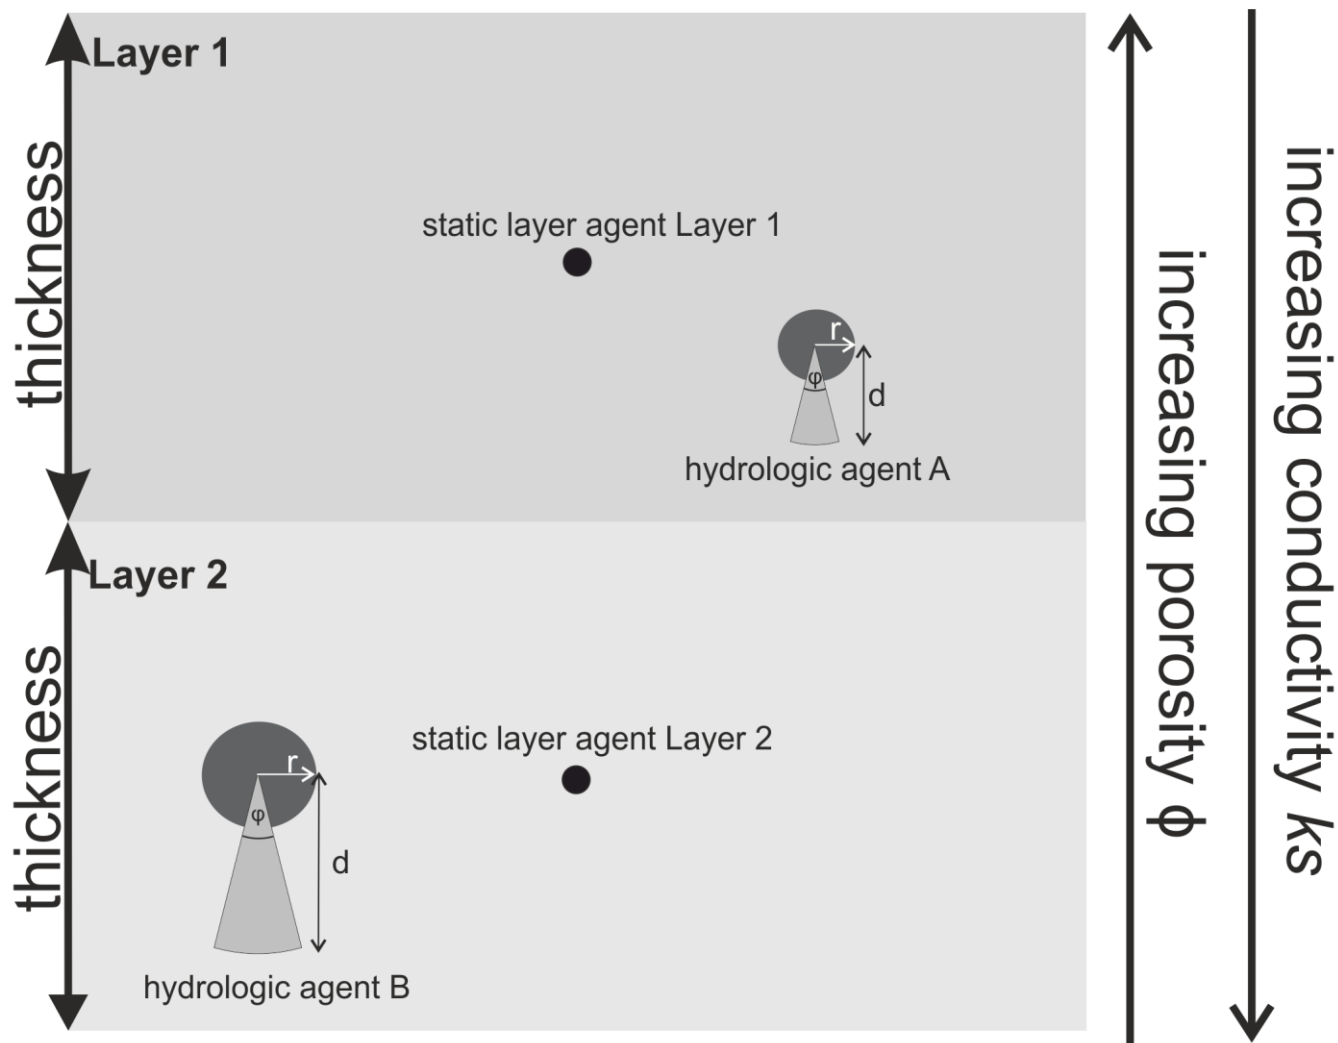 Layer 1
thickness
static layer agent Layer 1
r
φ
d
hydrologic agent A
Layer 2
thickness
static layer agent Layer 2
r
φ
d
hydrologic agent B
increasing porosity ϕ
increasing conductivity ks